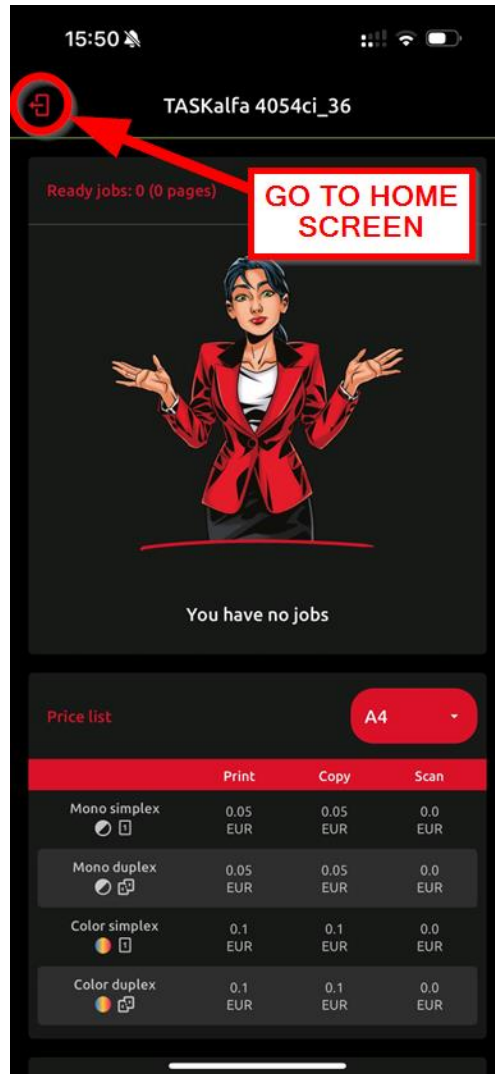 15:50
TASKalfa 4054ci_36
Ready jobs: 0 (0 pages)
GO TO HOME
SCREEN
You have no jobs
Price list
A4
Print Copy Scan
Mono simplex
0.05 EUR 0.05 EUR 0.0 EUR
1
Mono duplex
0.05 EUR 0.05 EUR 0.0 EUR
Color simplex
0.1 EUR 0.1 EUR 0.0 EUR
1
Color duplex
0.1 EUR 0.1 EUR 0.0 EUR